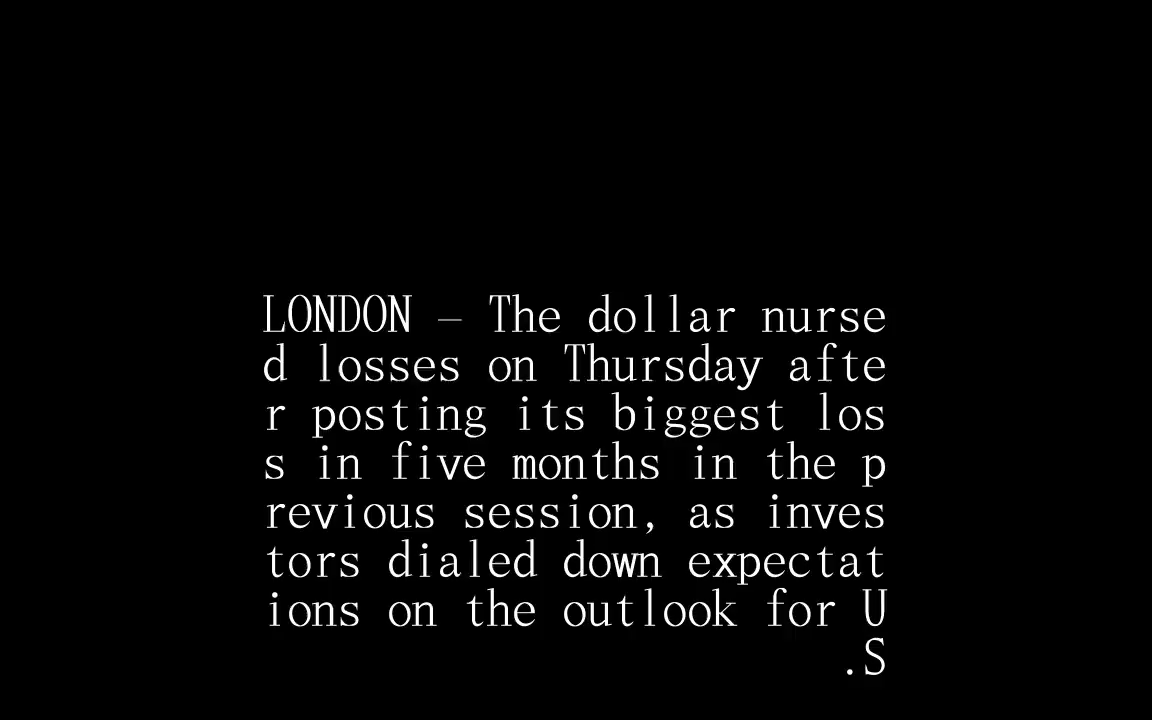 LONDON – The dollar nurse
d losses on Thursday afte
r posting its biggest los
s in five months in the p
revious session, as inves
tors dialed down expectat
ions on the outlook for U
.S